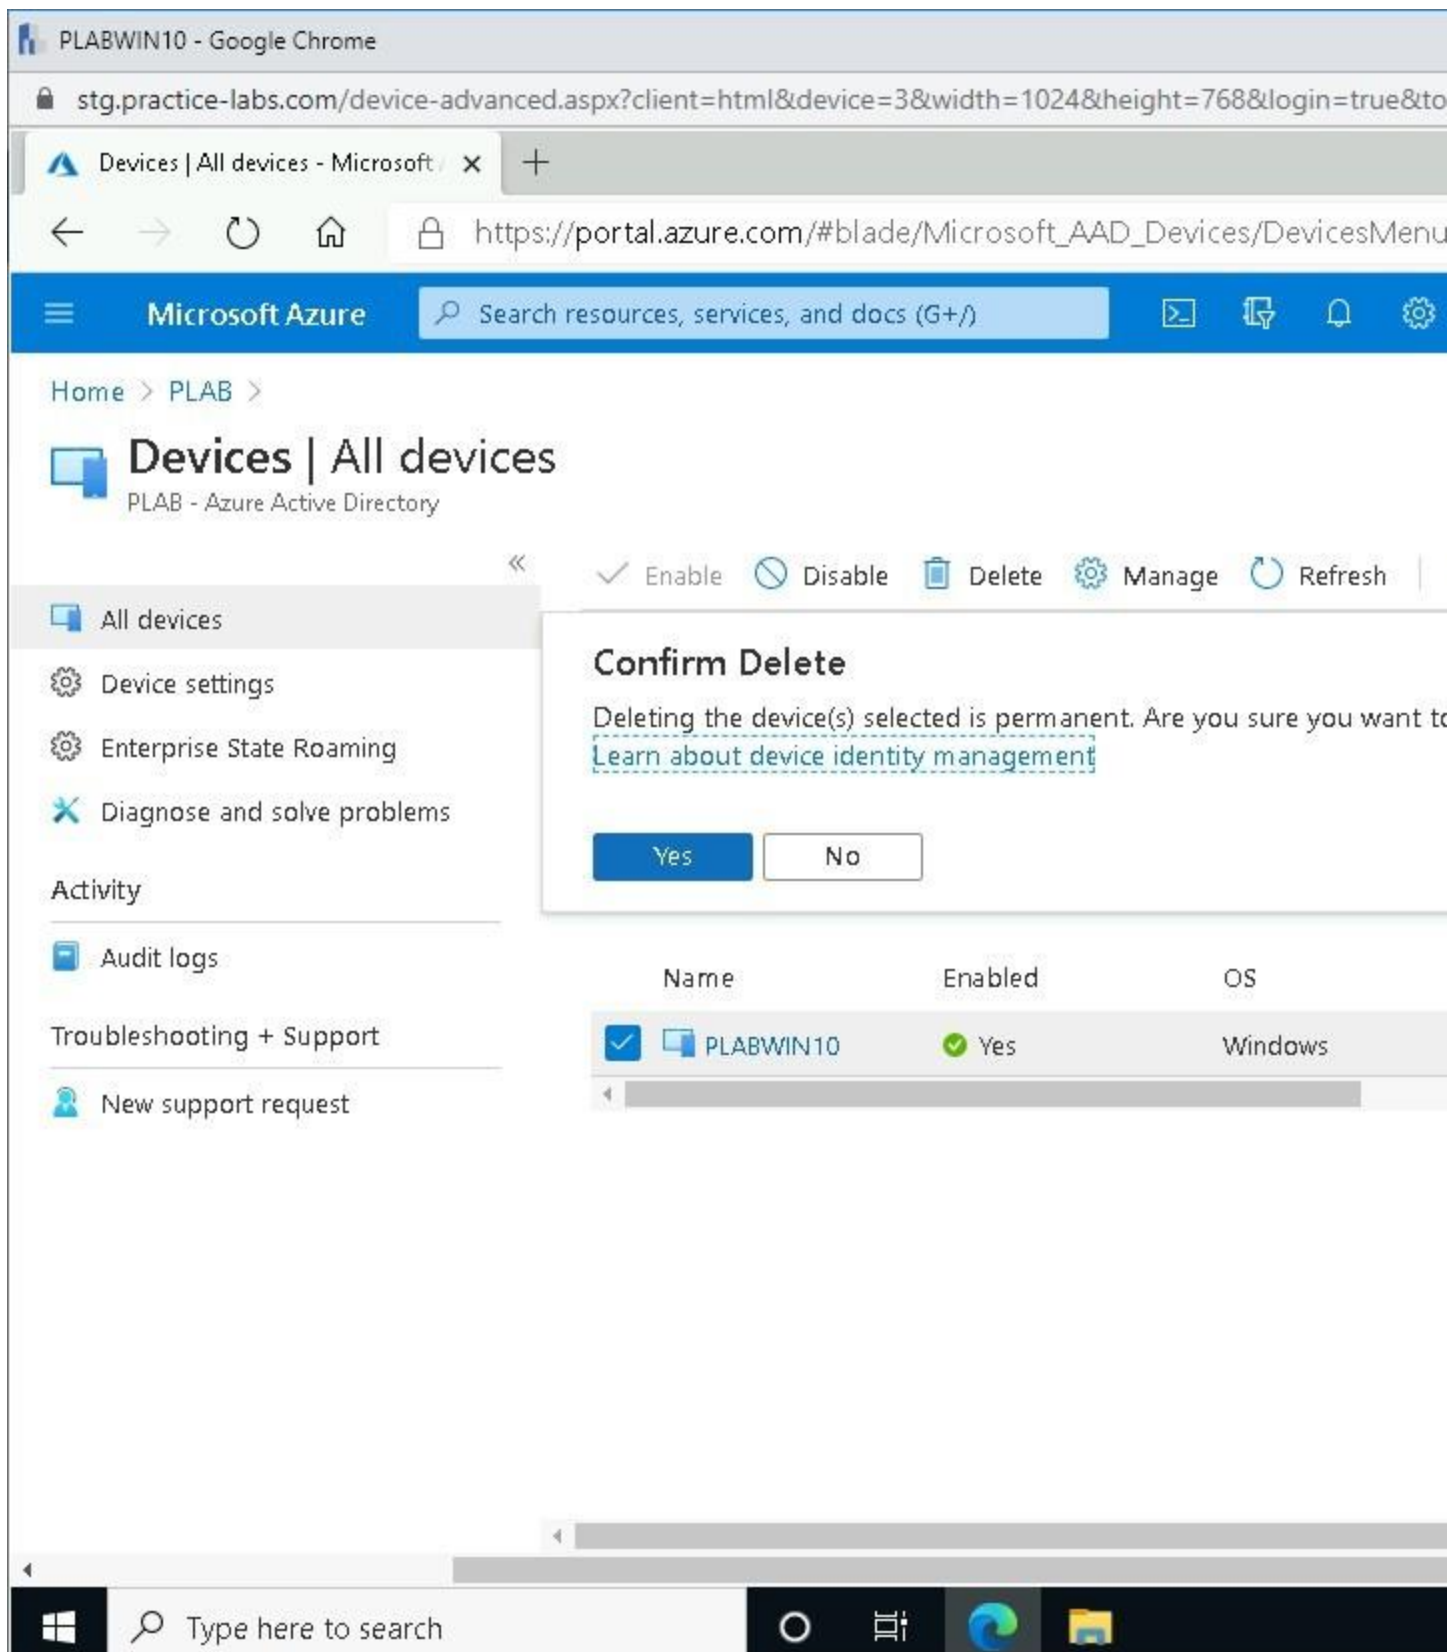 PLABWIN10 - Google Chrome
stg.practice-labs.com/device-advanced.aspx?client=html&device=3&width=1024&height=768&login=true&to
Devices | All devices - Microsoft
https://portal.azure.com/#blade/Microsoft_AAD_Devices/DevicesMenu
Microsoft Azure
Search resources, services, and docs (G+/)
Home > PLAB >
Devices | All devices
PLAB - Azure Active Directory
Enable Disable Delete Manage Refresh
All devices
Device settings
Enterprise State Roaming
Diagnose and solve problems
Activity
Audit logs
Troubleshooting + Support
New support request
Confirm Delete
Deleting the device(s) selected is permanent. Are you sure you want to
Learn about device identity management
Yes No
Name Enabled OS
PLABWIN10 Yes Windows
Type here to search